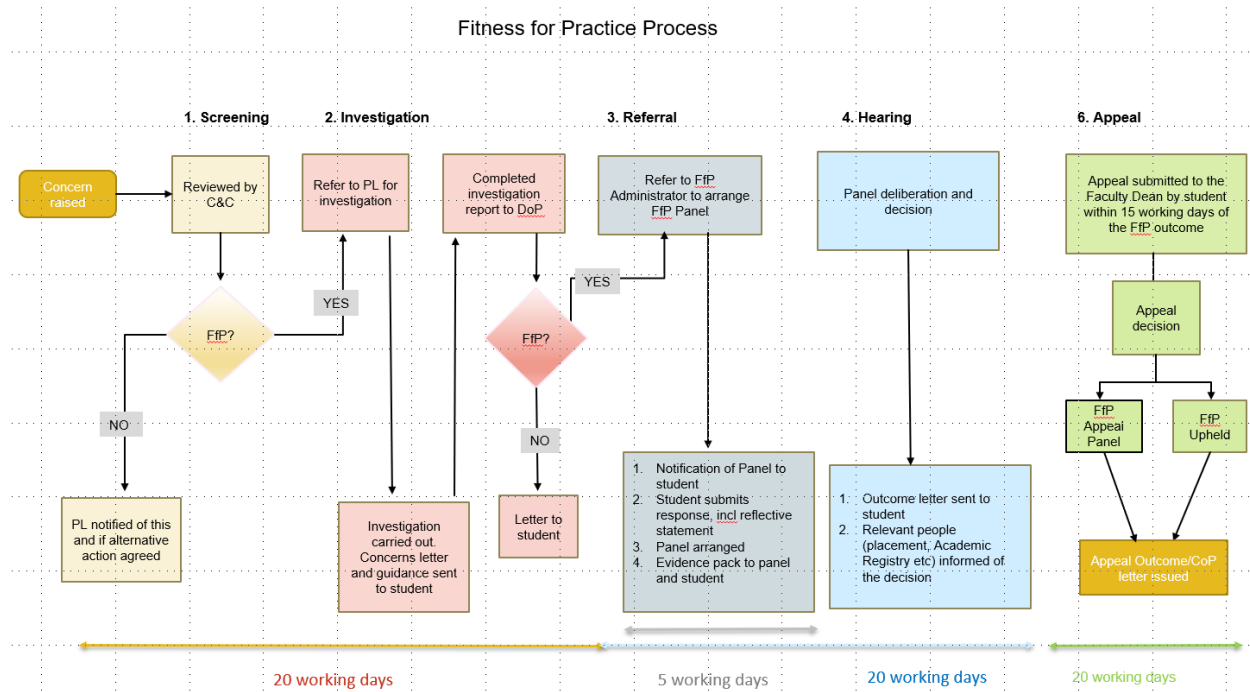 Fitness for Practice Process
1. Screening
2. Investigation
3. Referral
4. Hearing
6. Appeal
Concern
raised
Reviewed by
C&C
Refer to PL for
investigation
Completed
investigation
report to DoP
Refer to FfP
Administrator to arrange
FfP Panel
Panel deliberation and
decision
Appeal submitted to the
Faculty Dean by student
within 15 working days of
the FfP outcome
FfP?
YES
NO
PL notified of this
and if alternative
action agreed
Investigation
carried out.
Concerns letter
and guidance sent
to student
FfP?
YES
NO
Letter to
student
1. Notification of Panel to
student
2. Student submits
response, incl reflective
statement
3. Panel arranged
4. Evidence pack to panel
and student
1. Outcome letter sent to
student
2. Relevant people
(placement, Academic
Registry etc) informed of
the decision
Appeal
decision
FfP
Appeal
Panel
FfP
Upheld
Appeal Outcome/CoP
letter issued
20 working days
5 working days
20 working days
20 working days